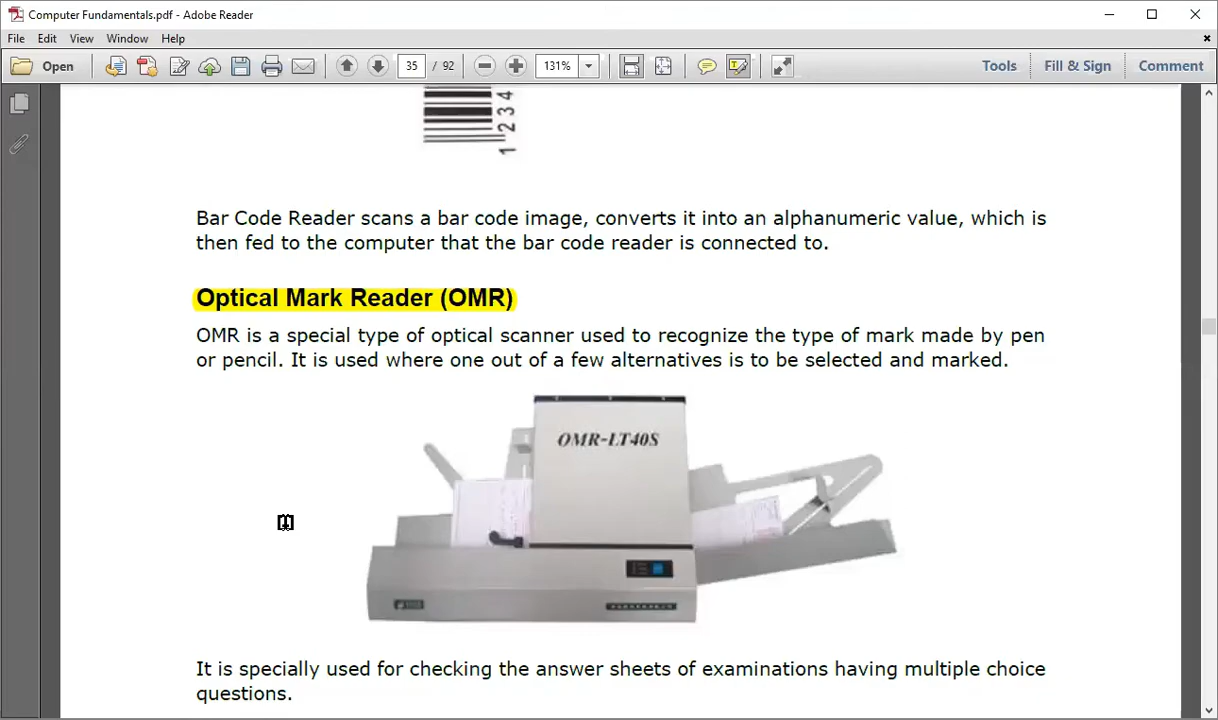 Computer Fundamentals.pdf - Adobe Reader
File Edit View Window Help
Open 35 / 92 131% Tools Fill & Sign Comment
1 2 3 4
Bar Code Reader scans a bar code image, converts it into an alphanumeric value, which is
then fed to the computer that the bar code reader is connected to.
Optical Mark Reader (OMR)
OMR is a special type of optical scanner used to recognize the type of mark made by pen
or pencil. It is used where one out of a few alternatives is to be selected and marked.
OMR-LT40S
It is specially used for checking the answer sheets of examinations having multiple choice
questions.